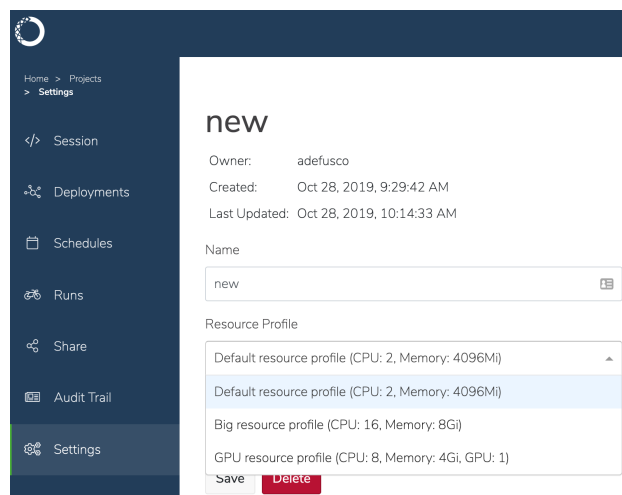 Home > Projects
> Settings
</> Session
Deployments
Schedules
Runs
Share
Audit Trail
Settings
new
Owner: adefusco
Created: Oct 28, 2019, 9:29:42 AM
Last Updated: Oct 28, 2019, 10:14:33 AM
Name
new
Resource Profile
Default resource profile (CPU: 2, Memory: 4096Mi)
Default resource profile (CPU: 2, Memory: 4096Mi)
Big resource profile (CPU: 16, Memory: 8Gi)
GPU resource profile (CPU: 8, Memory: 4Gi, GPU: 1)
Save Delete